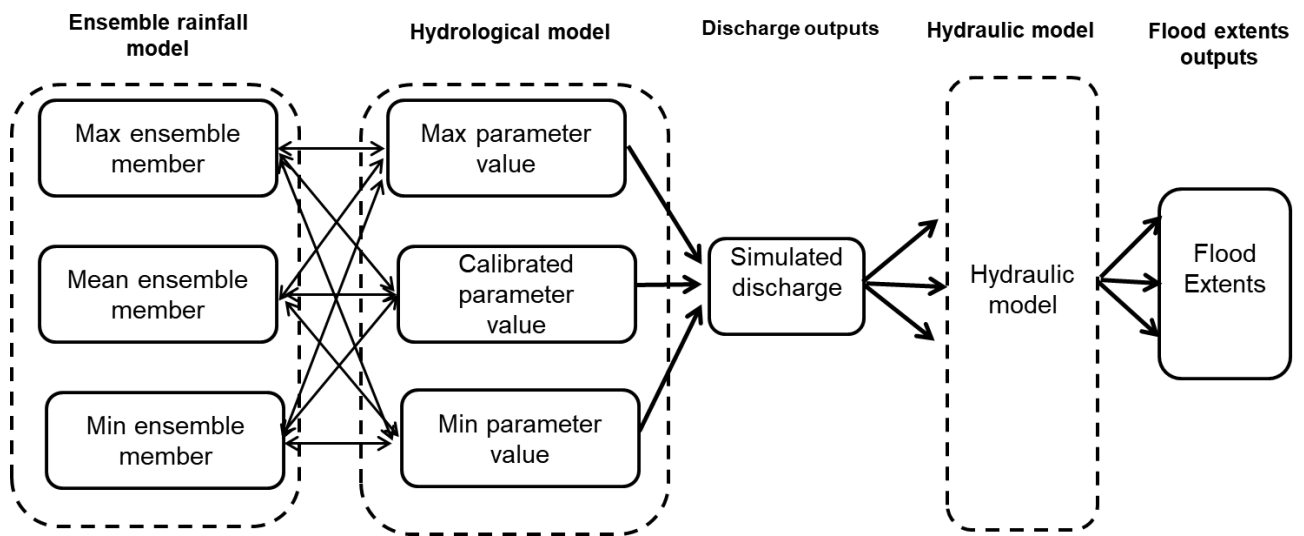 Ensemble rainfall
model
Hydrological model
Discharge outputs
Hydraulic model
Flood extents
outputs
Max ensemble
member
Mean ensemble
member
Min ensemble
member
Max parameter
value
Calibrated
parameter
value
Min parameter
value
Simulated
discharge
Hydraulic
model
Flood
Extents